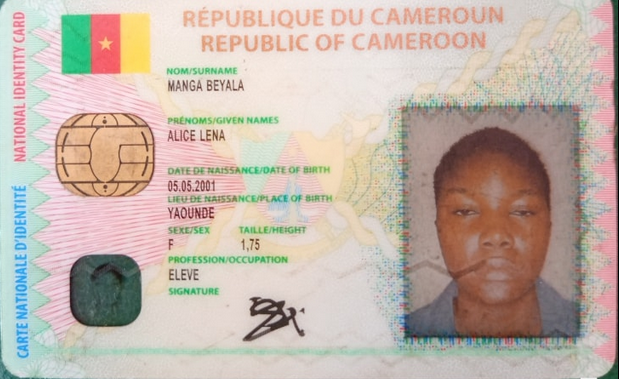 RÉPUBLIQUE DU CAMEROUN
REPUBLIC OF CAMEROON
NATIONAL IDENTITY CARD
CARTE NATIONALE D'IDENTITÉ
NOM/SURNAME
MANGA BEYALA
PRÉNOMS/GIVEN NAMES
ALICE LENA
DATE DE NAISSANCE/DATE OF BIRTH
05.05.2001
LIEU DE NAISSANCE/PLACE OF BIRTH
YAOUNDE
SEXE/SEX TAILLE/HEIGHT
F 1,75
PROFESSION/OCCUPATION
ELEVE
SIGNATURE